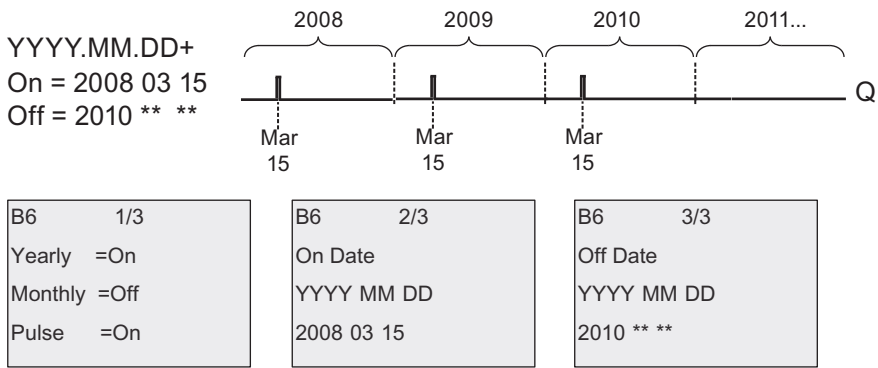 2008 2009 2010 2011...
YYYY.MM.DD+
On = 2008 03 15
Off = 2010 ** **
Q
Mar Mar Mar
15 15 15
B6 1/3
Yearly =On
Monthly =Off
Pulse =On
B6 2/3
On Date
YYYY MM DD
2008 03 15
B6 3/3
Off Date
YYYY MM DD
2010 ** **